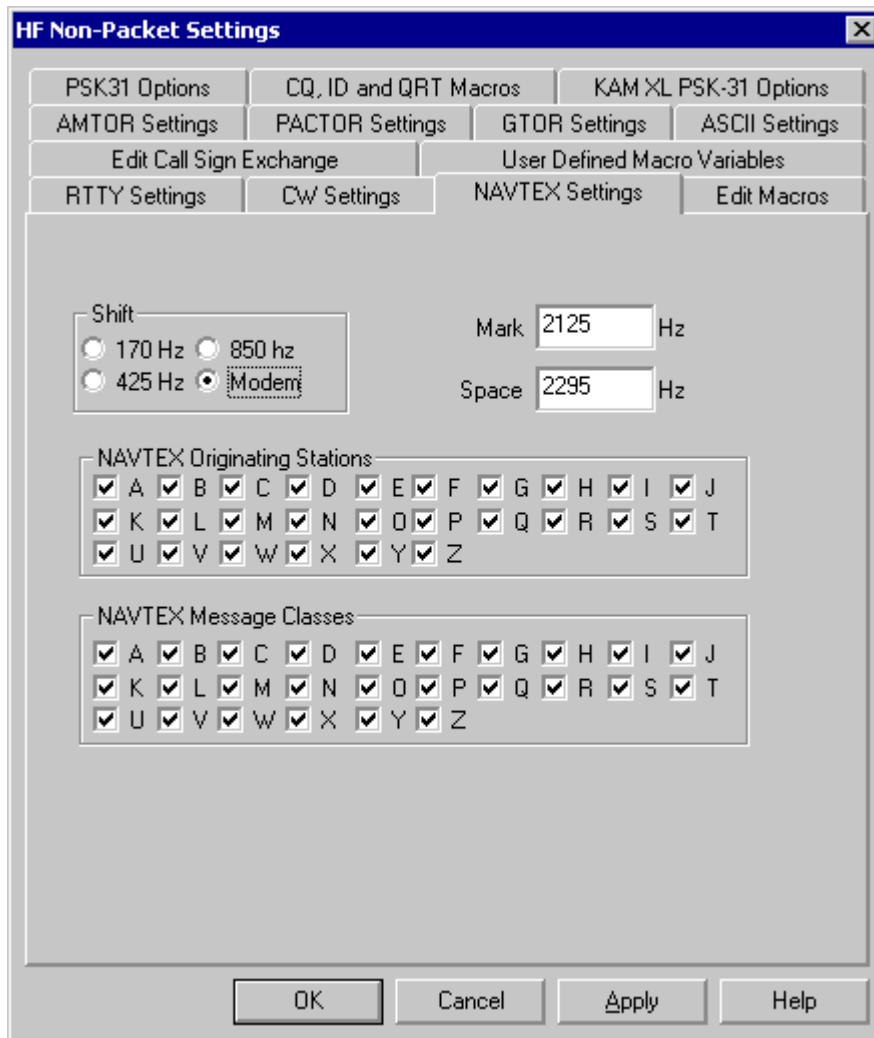 HF Non-Packet Settings
PSK31 Options CQ, ID and QRT Macros KAM XL PSK-31 Options
AMTOR Settings PACTOR Settings GTOR Settings ASCII Settings
Edit Call Sign Exchange User Defined Macro Variables
RTTY Settings CW Settings NAVTEX Settings Edit Macros
Shift
170 Hz 850 hz
425 Hz Modem
Mark 2125 Hz
Space 2295 Hz
NAVTEX Originating Stations
A B C D E F G H I J
K L M N O P Q R S T
U V W X Y Z
NAVTEX Message Classes
A B C D E F G H I J
K L M N O P Q R S T
U V W X Y Z
OK Cancel Apply Help